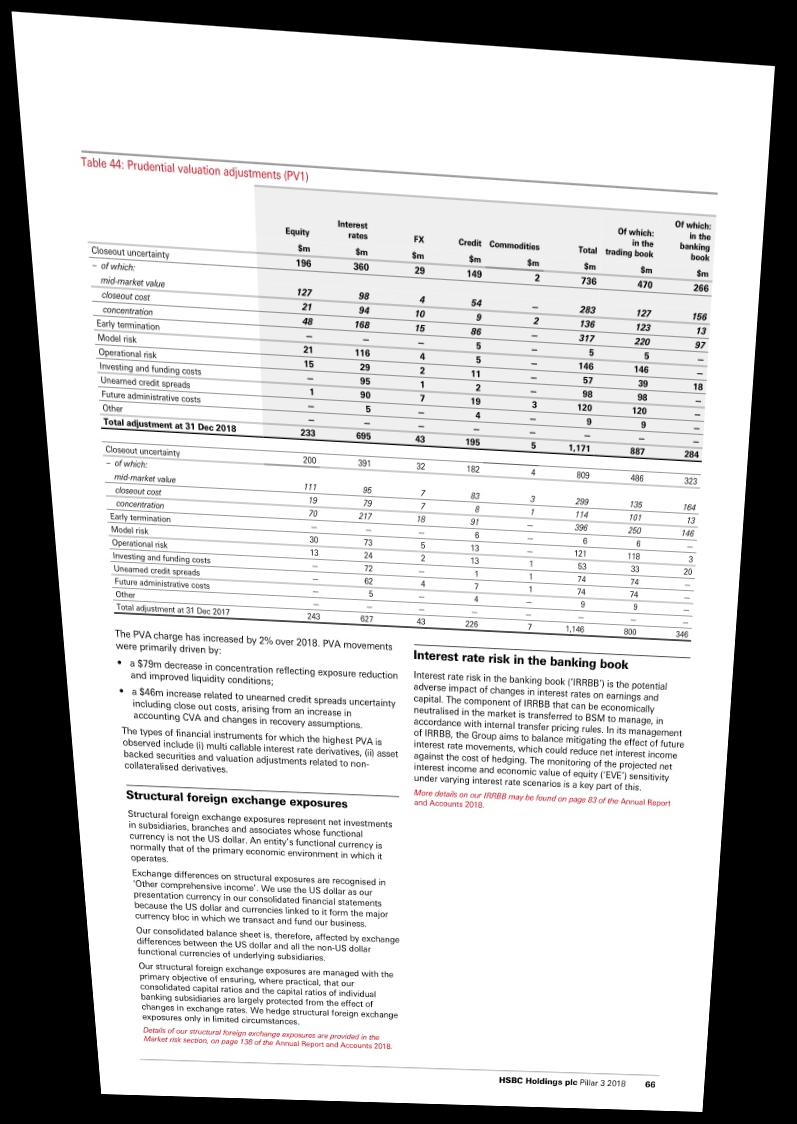 Table 44: Prudential valuation adjustments (PV1)
Equity Interest rates FX Credit Commodities Total Of which: in the trading book Of which: in the banking book
$m $m $m $m $m $m $m $m
Closeout uncertainty 196 360 29 149 2 736 470 266
– of which:
mid-market value 127 98 4 54 – 283 127 156
closeout cost 21 94 10 9 2 136 123 13
concentration 48 168 15 86 – 317 220 97
Early termination – – – 5 – 5 5 –
Model risk 21 116 4 5 – 146 146 –
Operational risk 15 29 2 11 – 57 39 18
Investing and funding costs – 95 1 2 – 98 98 –
Unearned credit spreads 1 90 7 19 3 120 120 –
Future administrative costs – 5 – 4 – 9 9 –
Other – – – – – – – –
Total adjustment at 31 Dec 2018 233 695 43 195 5 1,171 887 284
Closeout uncertainty 200 391 32 182 4 809 486 323
– of which:
mid-market value 111 95 7 83 3 299 135 164
closeout cost 19 79 7 8 1 114 101 13
concentration 70 217 18 91 – 396 250 146
Early termination – – – 6 – 6 6 –
Model risk 30 73 5 13 – 121 118 3
Operational risk 13 24 2 13 1 53 33 20
Investing and funding costs – 72 – 1 1 74 74 –
Unearned credit spreads – 62 4 7 1 74 74 –
Future administrative costs – 5 – 4 – 9 9 –
Other – – – – – – – –
Total adjustment at 31 Dec 2017 243 627 43 226 7 1,146 800 346
The PVA charge has increased by 2% over 2018. PVA movements
were primarily driven by:
• a $79m decrease in concentration reflecting exposure reduction
and improved liquidity conditions;
• a $46m increase related to unearned credit spreads uncertainty
including close out costs, arising from an increase in
accounting CVA and changes in recovery assumptions.
The types of financial instruments for which the highest PVA is
observed include (i) multi callable interest rate derivatives, (ii) asset
backed securities and valuation adjustments related to non-
collateralised derivatives.
Structural foreign exchange exposures
Structural foreign exchange exposures represent net investments
in subsidiaries, branches and associates whose functional
currency is not the US dollar. An entity's functional currency is
normally that of the primary economic environment in which it
operates.
Exchange differences on structural exposures are recognised in
'Other comprehensive income'. We use the US dollar as our
presentation currency in our consolidated financial statements
because the US dollar and currencies linked to it form the major
currency bloc in which we transact and fund our business.
Our consolidated balance sheet is, therefore, affected by exchange
differences between the US dollar and all the non-US dollar
functional currencies of underlying subsidiaries.
Our structural foreign exchange exposures are managed with the
primary objective of ensuring, where practical, that our
consolidated capital ratios and the capital ratios of individual
banking subsidiaries are largely protected from the effect of
changes in exchange rates. We hedge structural foreign exchange
exposures only in limited circumstances.
Details of our structural foreign exchange exposures are provided in the
Market risk section, on page 136 of the Annual Report and Accounts 2018.
Interest rate risk in the banking book
Interest rate risk in the banking book ('IRRBB') is the potential
adverse impact of changes in interest rates on earnings and
capital. The component of IRRBB that can be economically
neutralised in the market is transferred to BSM to manage, in
accordance with internal transfer pricing rules. In its management
of IRRBB, the Group aims to balance mitigating the effect of future
interest rate movements, which could reduce net interest income
against the cost of hedging. The monitoring of the projected net
interest income and economic value of equity ('EVE') sensitivity
under varying interest rate scenarios is a key part of this.
More details on our IRRBB may be found on page 83 of the Annual Report
and Accounts 2018.
HSBC Holdings plc Pillar 3 2018 66